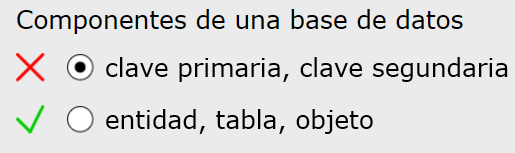 Componentes de una base de datos
clave primaria, clave segundaria
entidad, tabla, objeto